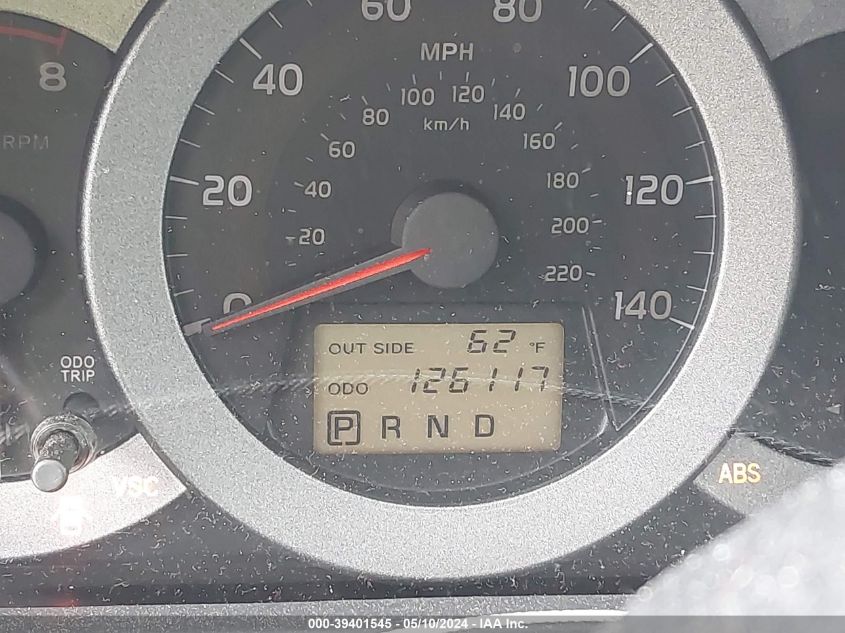 60 80
8
MPH
40 100
100 120
80 140
km/h
RPM
60 160
20 40 180 120
20 200
220
0 140
OUT SIDE 62 °F
ODO TRIP
ODO 126117
P R N D
VSC ABS
000-39401545 - 05/10/2024 - IAA Inc.